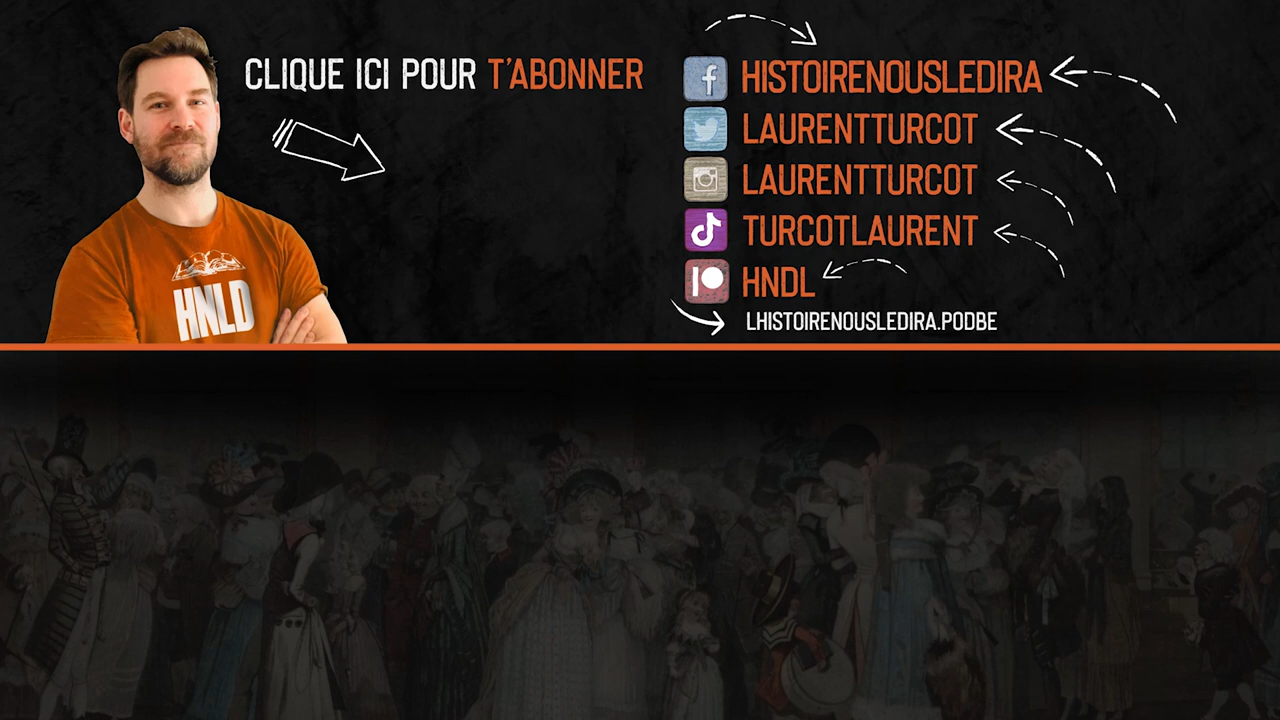 CLIQUE ICI POUR T'ABONNER
HNLD
HISTOIRENOUSLEDIRA
LAURENTTURCOT
LAURENTTURCOT
TURCOTLAURENT
HNDL
LHISTOIRENOUSLEDIRA.PODBE